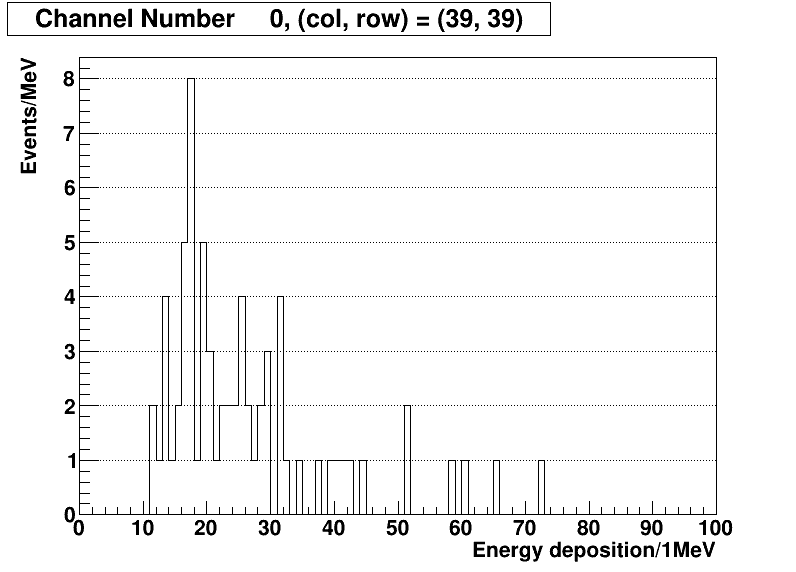 Channel Number 0, (col, row) = (39, 39)
Events/MeV
8
7
6
5
4
3
2
1
0
0 10 20 30 40 50 60 70 80 90 100
Energy deposition/1MeV